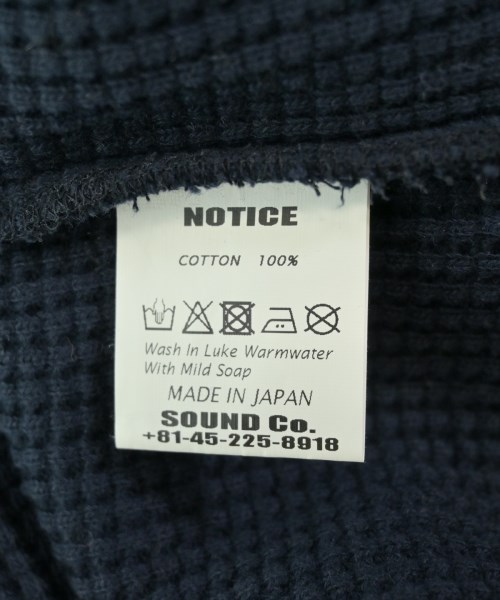 NOTICE
COTTON 100%
Wash In Luke Warmwater
With Mild Soap
MADE IN JAPAN
SOUND Co.
+81-45-225-8918